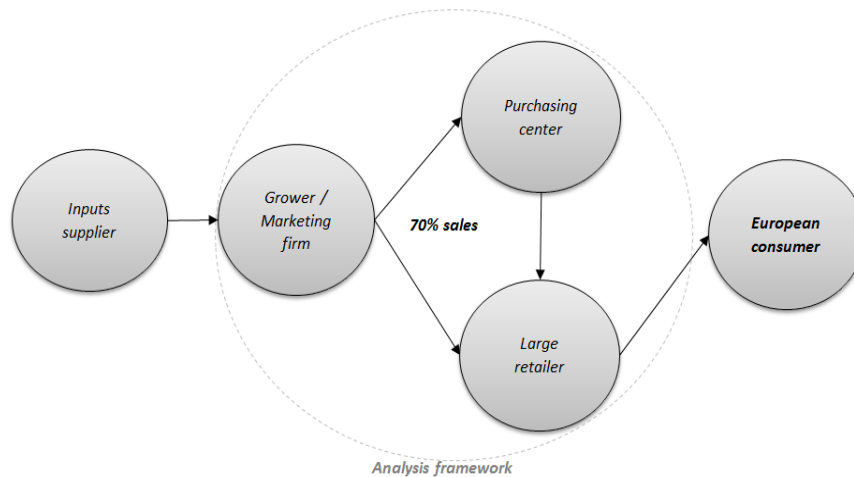 Purchasing
center
Inputs
supplier
Grower /
Marketing
firm
70% sales
European
consumer
Large
retailer
Analysis framework